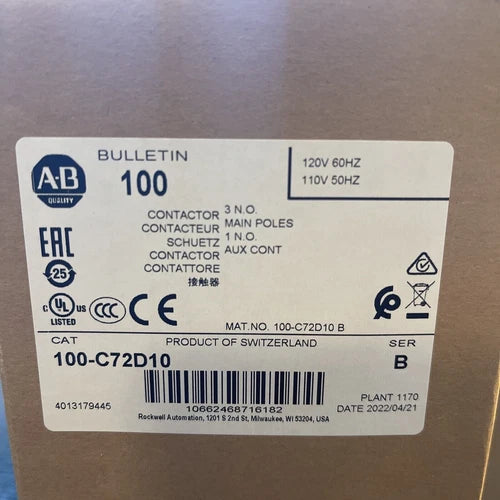 A-B
QUALITY
BULLETIN
100
120V 60HZ
110V 50HZ
CONTACTOR
CONTACTEUR
SCHUETZ
CONTACTOR
CONTATTORE
接触器
3 N.O.
MAIN POLES
1 N.O.
AUX CONT
EAC
25
C UL US
LISTED
CCC
CE
MAT.NO. 100-C72D10 B
CAT
PRODUCT OF SWITZERLAND
SER
100-C72D10
B
4013179445
10662468716182
Rockwell Automation, 1201 S 2nd St, Milwaukee, WI 53204, USA
PLANT 1170
DATE 2022/04/21